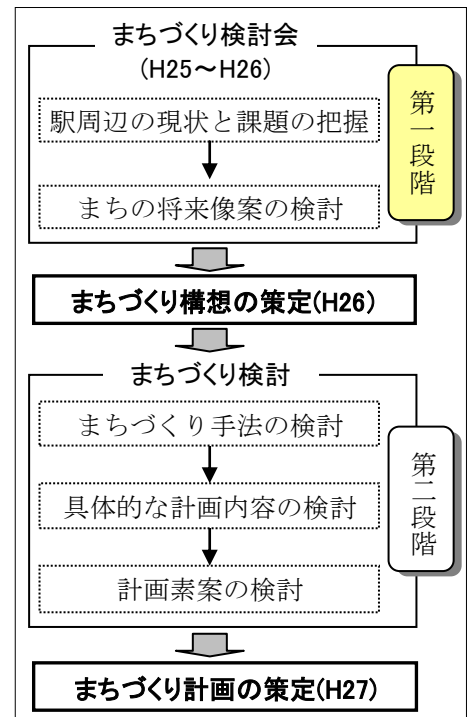 まちづくり検討会
(H25～H26)
第一段階
駅周辺の現状と課題の把握
まちの将来像案の検討
まちづくり構想の策定(H26)
まちづくり検討
まちづくり手法の検討
第二段階
具体的な計画内容の検討
計画素案の検討
まちづくり計画の策定(H27)